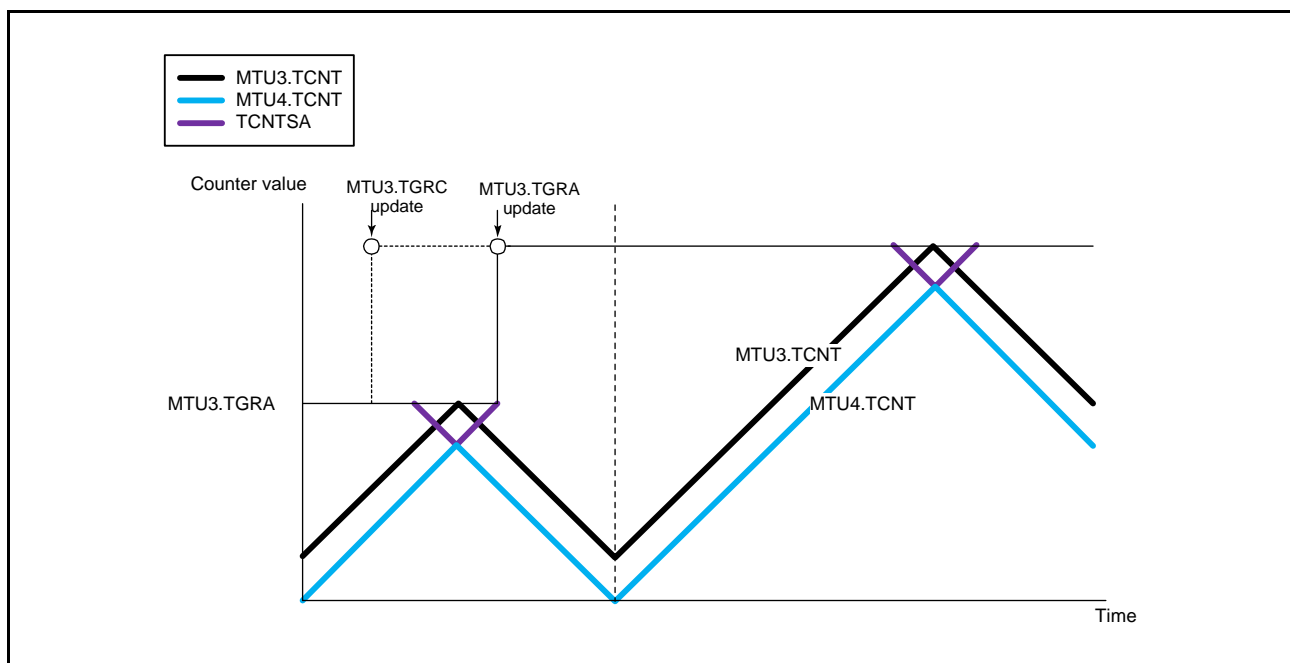 MTU3.TCNT
MTU4.TCNT
TCNTSA
Counter value
MTU3.TGRC
update
MTU3.TGRA
update
MTU3.TCNT
MTU3.TGRA
MTU4.TCNT
Time